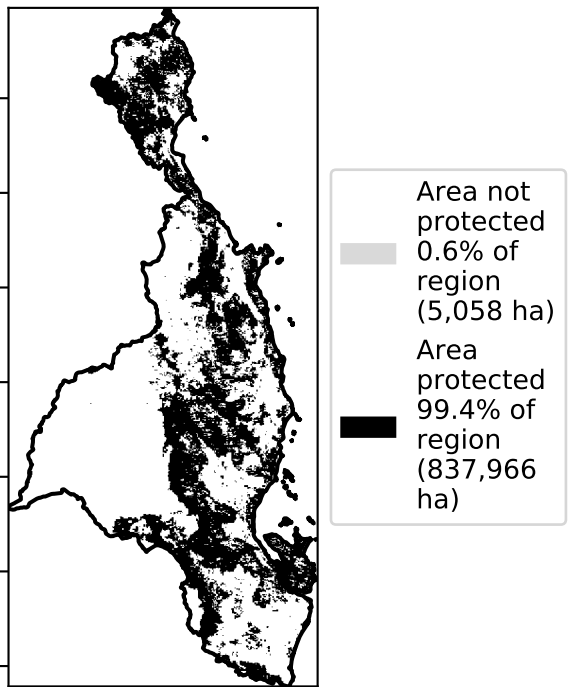 Area not
protected
0.6% of
region
(5,058 ha)
Area
protected
99.4% of
region
(837,966
ha)